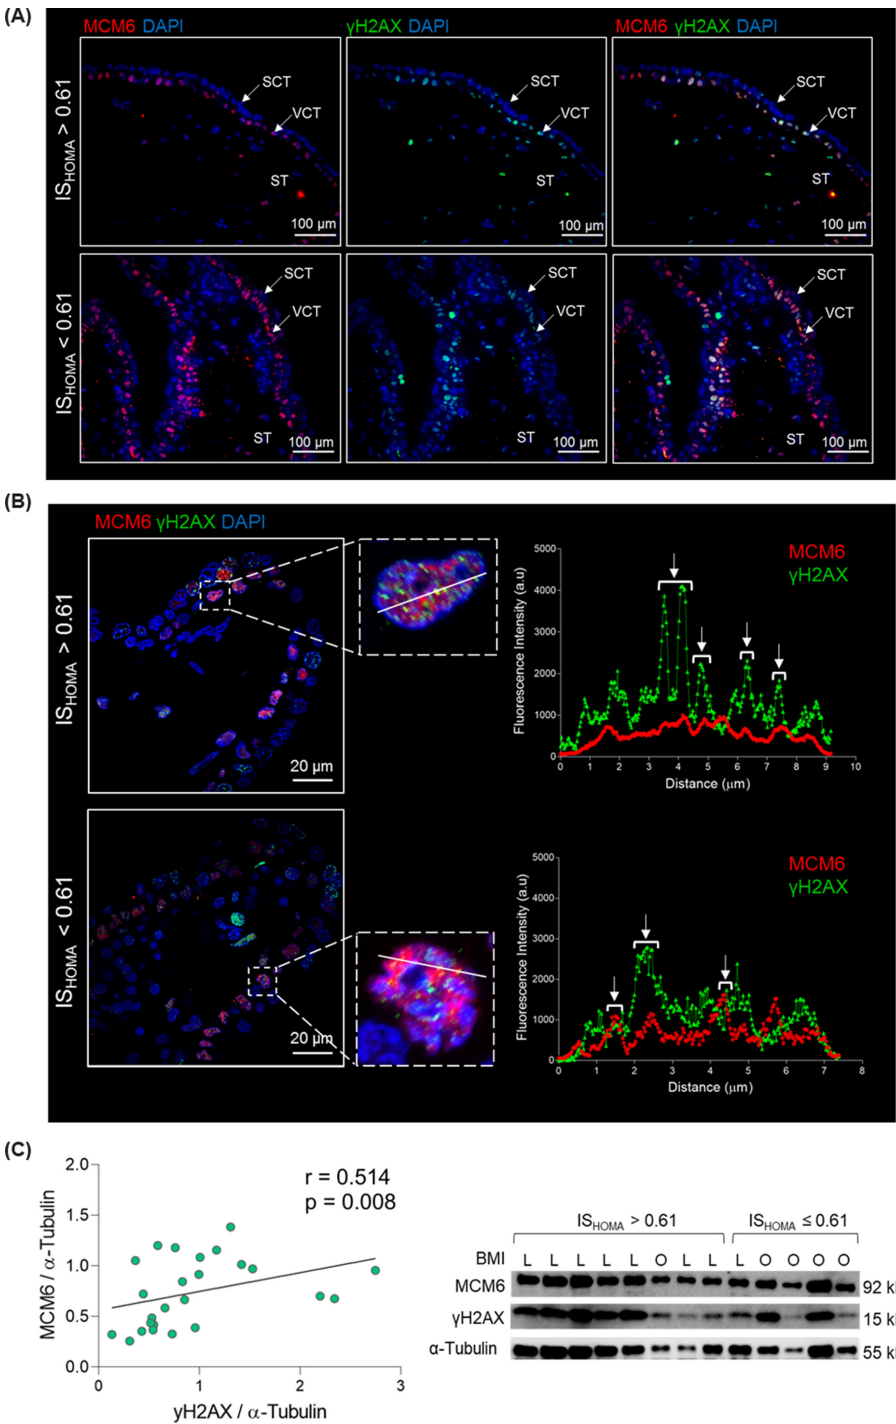 (A)
MCM6 DAPI
γH2AX DAPI
MCM6 γH2AX DAPI
IS_HOMA > 0.61
SCT
VCT
ST
100 µm
SCT
VCT
ST
100 µm
SCT
VCT
ST
100 µm
IS_HOMA < 0.61
SCT
VCT
ST
100 µm
SCT
VCT
ST
100 µm
SCT
VCT
ST
100 µm
(B)
MCM6 γH2AX DAPI
IS_HOMA > 0.61
20 µm
Fluorescence Intensity (a.u)
5000
4000
3000
2000
1000
0
MCM6
γH2AX
0 1 2 3 4 5 6 7 8 9 10
Distance (µm)
IS_HOMA < 0.61
20 µm
Fluorescence Intensity (a.u)
5000
4000
3000
2000
1000
0
MCM6
γH2AX
0 1 2 3 4 5 6 7 8
Distance (µm)
(C)
MCM6 / α-Tubulin
2.0
1.5
1.0
0.5
0.0
r = 0.514
p = 0.008
0 1 2 3
γH2AX / α-Tubulin
IS_HOMA > 0.61 IS_HOMA ≤ 0.61
BMI L L L L L O L L L O O O O
MCM6 92 k
γH2AX 15 k
α-Tubulin 55 k